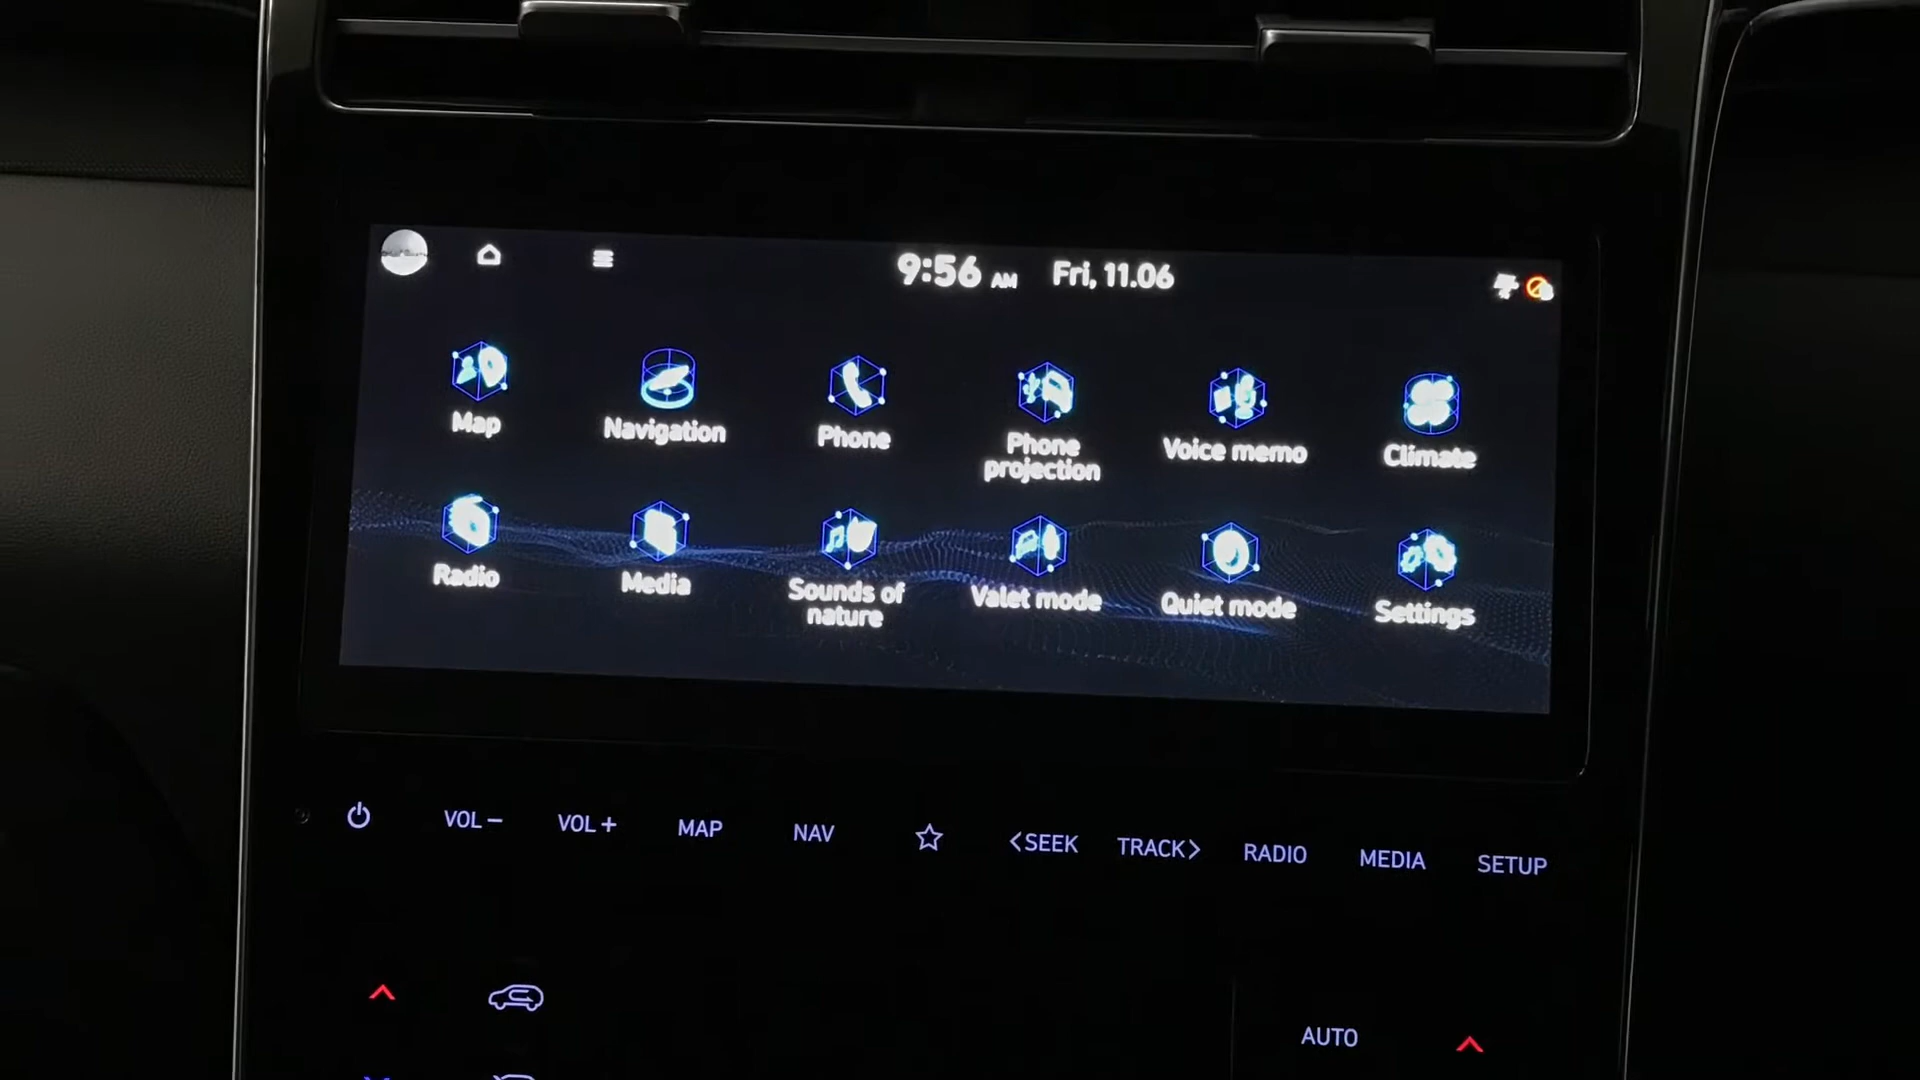 9:56 AM Fri, 11.06
Map
Navigation
Phone
Phone
projection
Voice memo
Climate
Radio
Media
Sounds of
nature
Valet mode
Quiet mode
Settings
VOL − VOL + MAP NAV <SEEK TRACK> RADIO MEDIA SETUP
AUTO